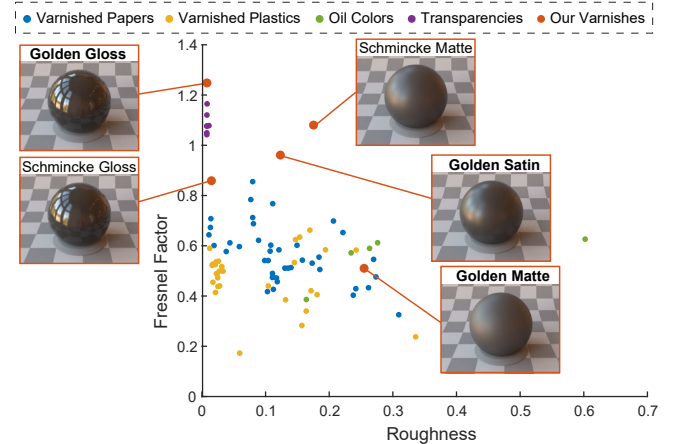 Varnished Papers Varnished Plastics Oil Colors Transparencies Our Varnishes
Golden Gloss
Schmincke Matte
Schmincke Gloss
Golden Satin
Golden Matte
Fresnel Factor
1.4
1.2
1
0.8
0.6
0.4
0.2
0
0 0.1 0.2 0.3 0.4 0.5 0.6 0.7
Roughness